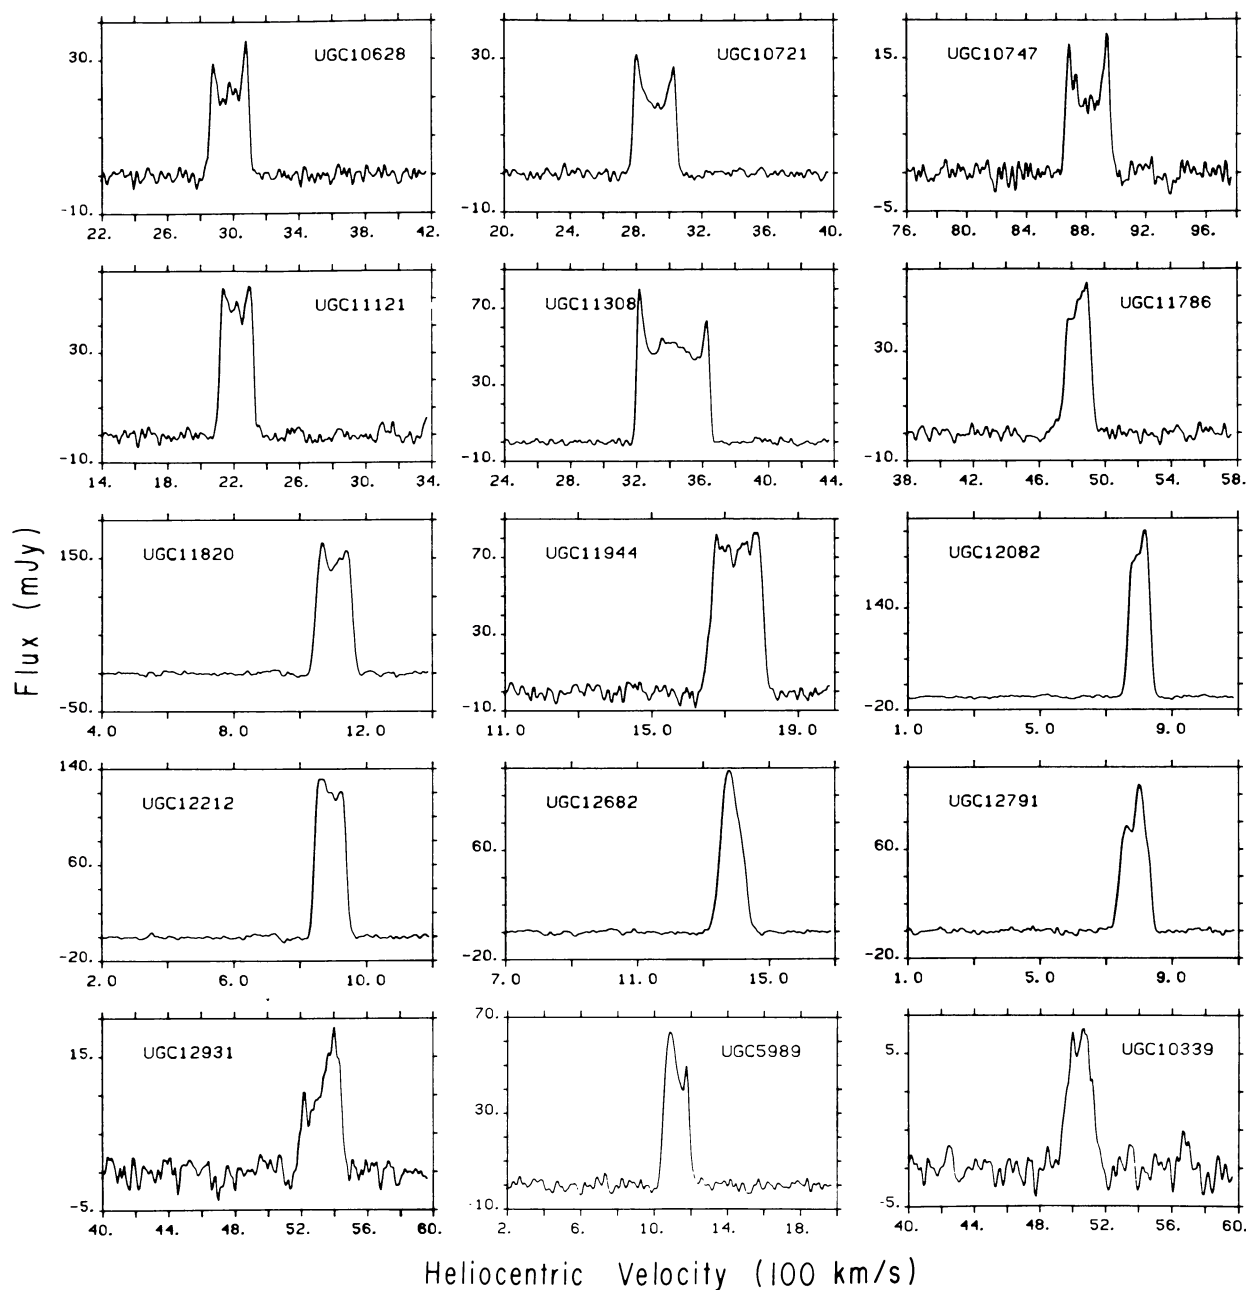 UGC10628 UGC10721 UGC10747
30. 30. 15.
-10. -10. -5.
22. 26. 30. 34. 38. 42. 20. 24. 28. 32. 36. 40. 76. 80. 84. 88. 92. 96.
UGC11121 UGC11308 UGC11786
30. 70. 30. 30.
-10. -10. -10.
14. 18. 22. 26. 30. 34. 24. 28. 32. 36. 40. 44. 38. 42. 46. 50. 54. 58.
UGC11820 UGC11944 UGC12082
150. 70. 30. 140.
-50. -10. -20.
4.0 8.0 12.0 11.0 15.0 19.0 1.0 5.0 9.0
UGC12212 UGC12682 UGC12791
140. 60. 60. 60.
-20. -20. -20.
2.0 6.0 10.0 7.0 11.0 15.0 1.0 5.0 9.0
UGC12931 UGC5989 UGC10339
15. 70. 30. 5.
-5. -10. -5.
40. 44. 48. 52. 56. 60. 2. 6. 10. 14. 18. 40. 44. 48. 52. 56. 60.
Flux (mJy)
Heliocentric Velocity (100 km/s)